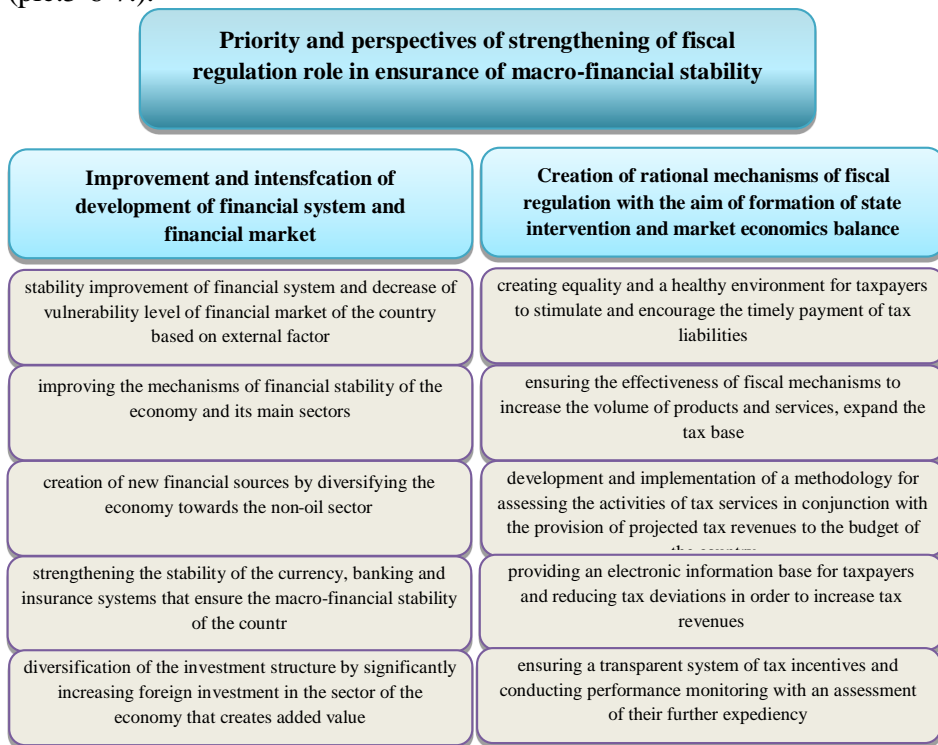 (pic.5-6-7.).
Priority and perspectives of strengthening of fiscal
regulation role in ensurance of macro-financial stability
Improvement and intensfcation of
development of financial system and
financial market
stability improvement of financial system and decrease of
vulnerability level of financial market of the country
based on external factor
improving the mechanisms of financial stability of the
economy and its main sectors
creation of new financial sources by diversifying the
economy towards the non-oil sector
strengthening the stability of the currency, banking and
insurance systems that ensure the macro-financial stability
of the countr
diversification of the investment structure by significantly
increasing foreign investment in the sector of the
economy that creates added value
Creation of rational mechanisms of fiscal
regulation with the aim of formation of state
intervention and market economics balance
creating equality and a healthy environment for taxpayers
to stimulate and encourage the timely payment of tax
liabilities
ensuring the effectiveness of fiscal mechanisms to
increase the volume of products and services, expand the
tax base
development and implementation of a methodology for
assessing the activities of tax services in conjunction with
the provision of projected tax revenues to the budget of
the country
providing an electronic information base for taxpayers
and reducing tax deviations in order to increase tax
revenues
ensuring a transparent system of tax incentives and
conducting performance monitoring with an assessment
of their further expediency